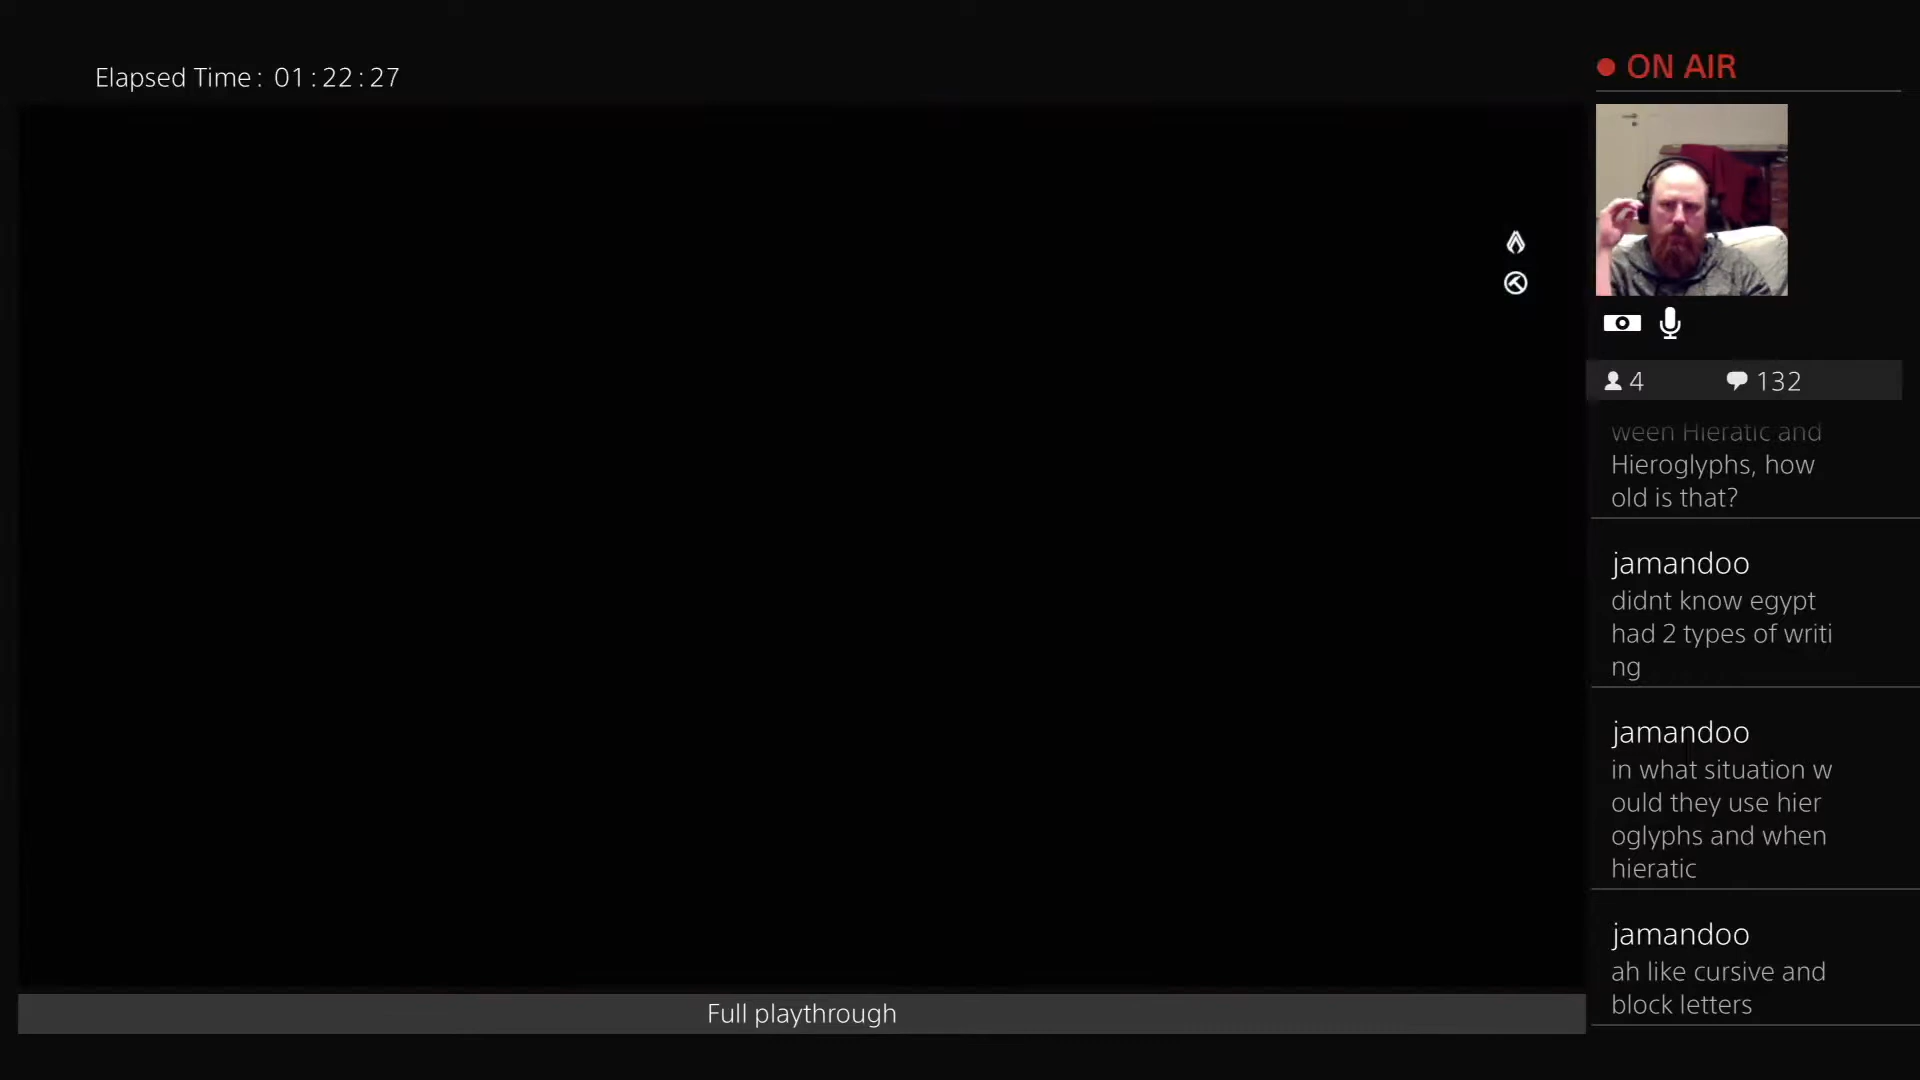 Elapsed Time: 01:22:27
ON AIR
4 132
ween Hieratic and
Hieroglyphs, how
old is that?
jamandoo
didnt know egypt
had 2 types of writi
ng
jamandoo
in what situation w
ould they use hier
oglyphs and when
hieratic
jamandoo
ah like cursive and
block letters
Full playthrough